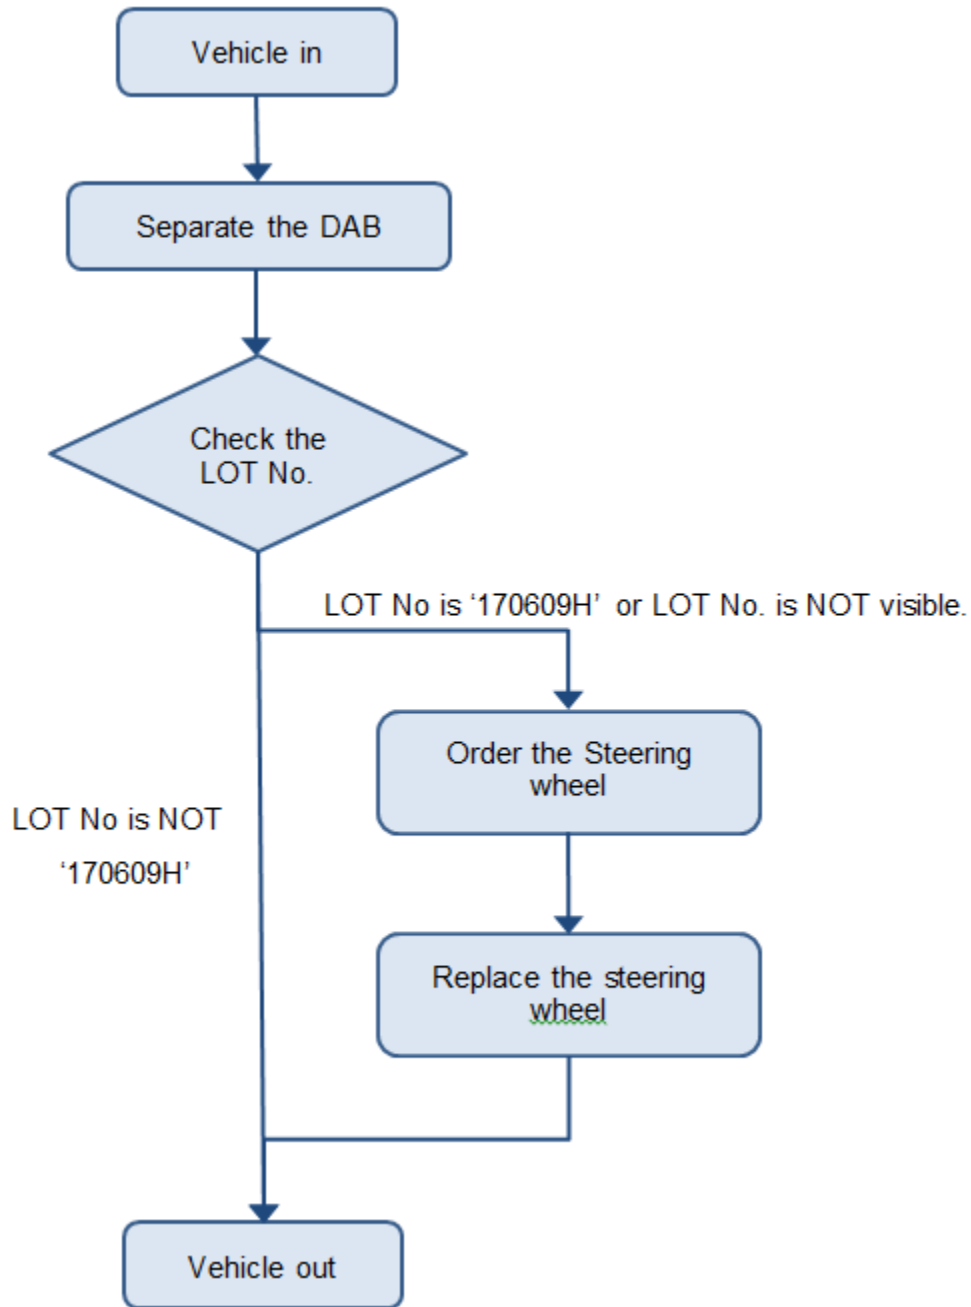 Vehicle in
Separate the DAB
Check the
LOT No.
LOT No is ‘170609H’ or LOT No. is NOT visible.
Order the Steering
wheel
LOT No is NOT
‘170609H’
Replace the steering
wheel
Vehicle out